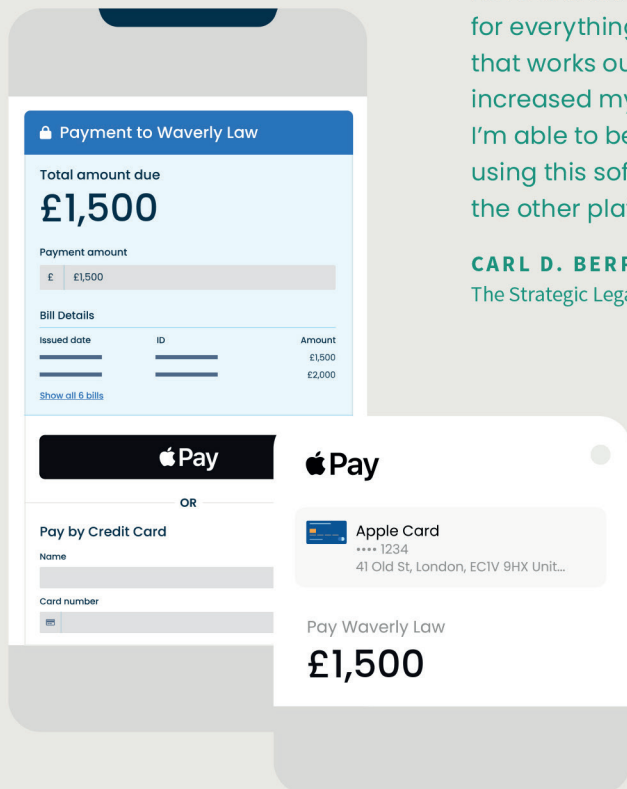 for everything
that works ou
increased my
I'm able to be
using this sof
the other pla
CARL D. BERR
The Strategic Lega
Payment to Waverly Law
Total amount due
£1,500
Payment amount
£ £1,500
Bill Details
Issued date ID Amount
£1,500
£2,000
Show all 6 bills
Pay
OR
Pay by Credit Card
Name
Card number
Pay
Apple Card
•••• 1234
41 Old St, London, EC1V 9HX Unit...
Pay Waverly Law
£1,500